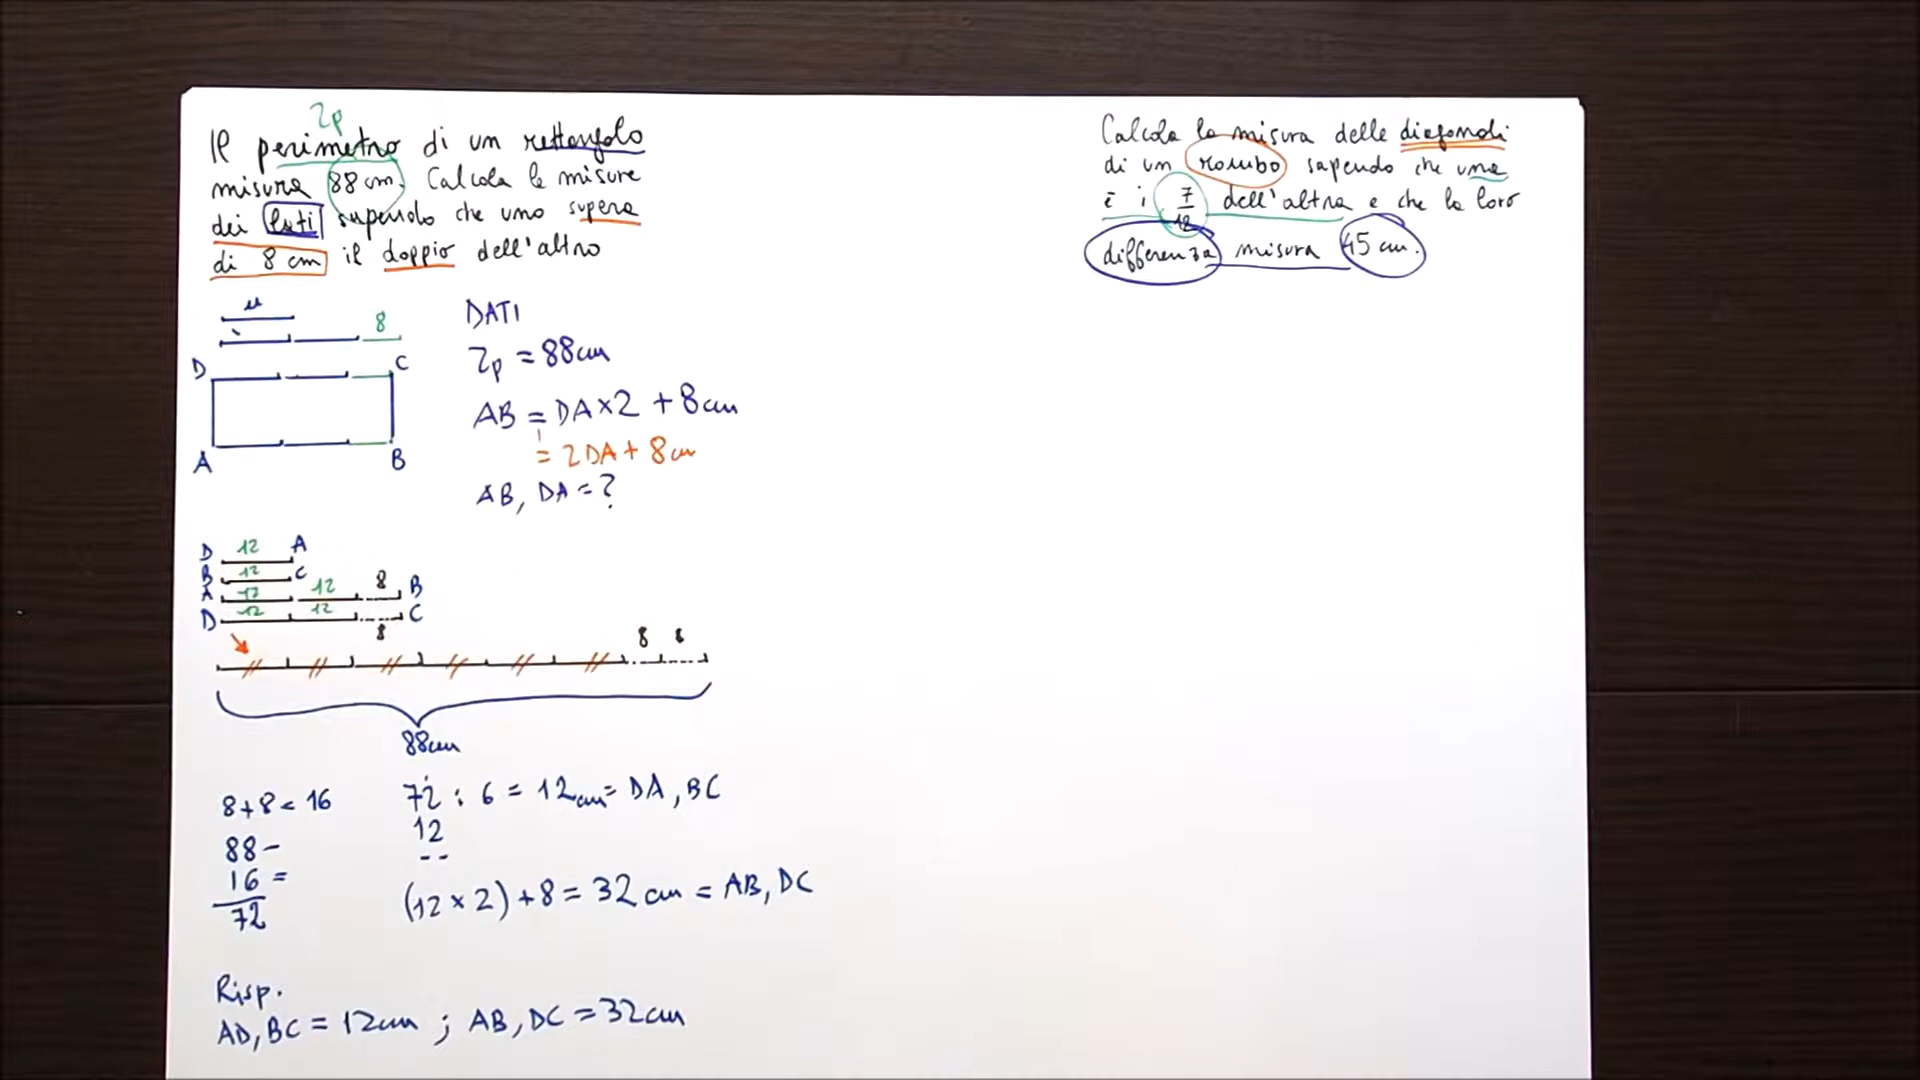 2p
Il perimetro di un rettangolo
misura 88 cm. Calcola le misure
dei lati sapendo che uno supera
di 8 cm il doppio dell'altro
u
8
D C
A B
DATI
2p = 88cm
AB = DA×2 + 8cm
= 2DA + 8cm
AB, DA = ?
D 12 A
B 12 C
A 12 12 8 B
D 12 12 C
8
8 8
88cm
8+8= 16
88-
16=
72
72 : 6 = 12cm= DA, BC
12
--
(12 × 2) + 8 = 32 cm = AB, DC
Risp.
AD, BC = 12cm ; AB, DC = 32cm
Calcola la misura delle diagonali
di un rombo sapendo che una
è i 7/12 dell'altra e che la loro
differenza misura 45 cm.